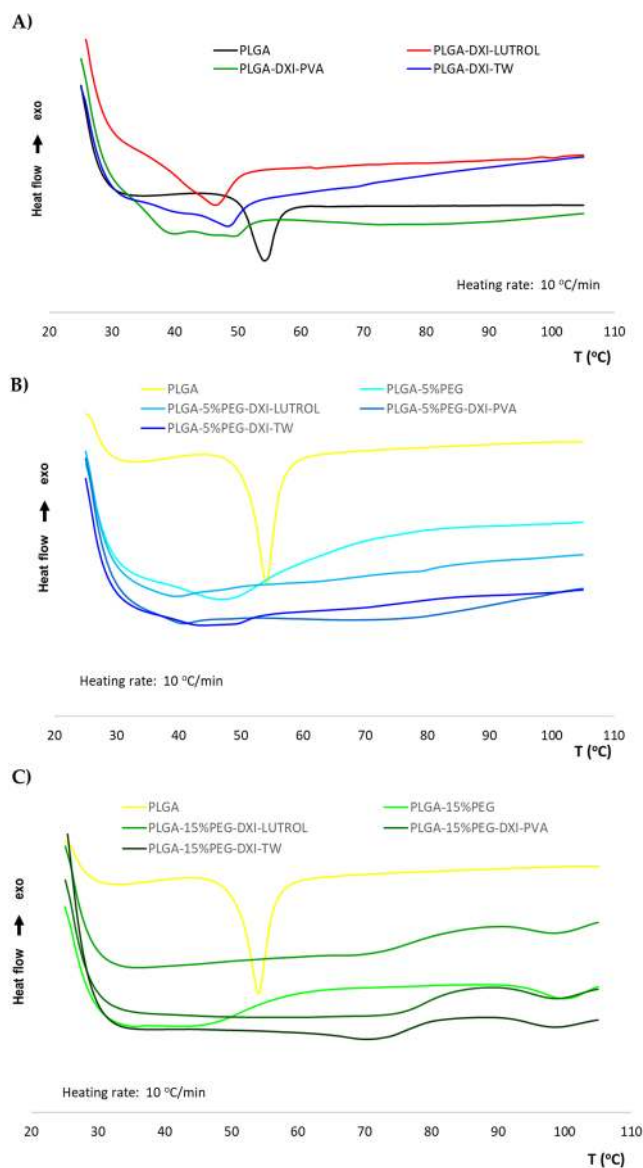 A)
PLGA PLGA-DXI-LUTROL
PLGA-DXI-PVA PLGA-DXI-TW
Heat flow → exo
Heating rate: 10 °C/min
20 30 40 50 60 70 80 90 100 110
T (°C)
B)
PLGA PLGA-5%PEG
PLGA-5%PEG-DXI-LUTROL PLGA-5%PEG-DXI-PVA
PLGA-5%PEG-DXI-TW
Heat flow → exo
Heating rate: 10 °C/min
20 30 40 50 60 70 80 90 100 110
T (°C)
C)
PLGA PLGA-15%PEG
PLGA-15%PEG-DXI-LUTROL PLGA-15%PEG-DXI-PVA
PLGA-15%PEG-DXI-TW
Heat flow → exo
Heating rate: 10 °C/min
20 30 40 50 60 70 80 90 100 110
T (°C)